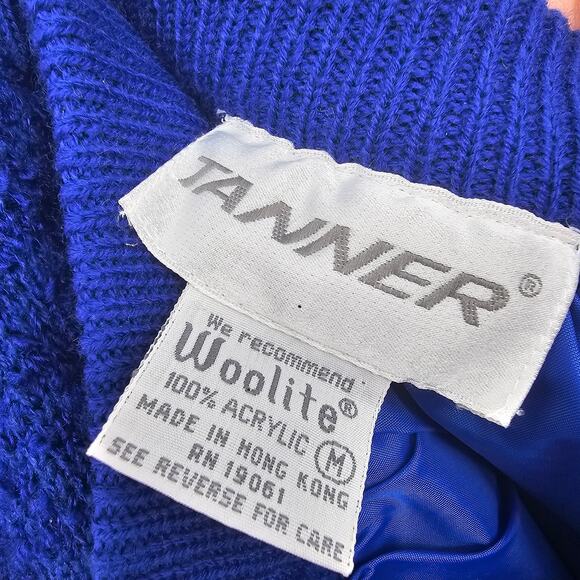 TANNER®
We recommend
Woolite®
100% ACRYLIC M
MADE IN HONG KONG
RN 19061
SEE REVERSE FOR CARE